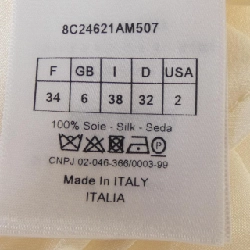 8C24621AM507
F GB I D USA
34 6 38 32 2
100% Soie - Silk - Seda
CNPJ 02-046-366/0003-99
Made in ITALY
ITALIA